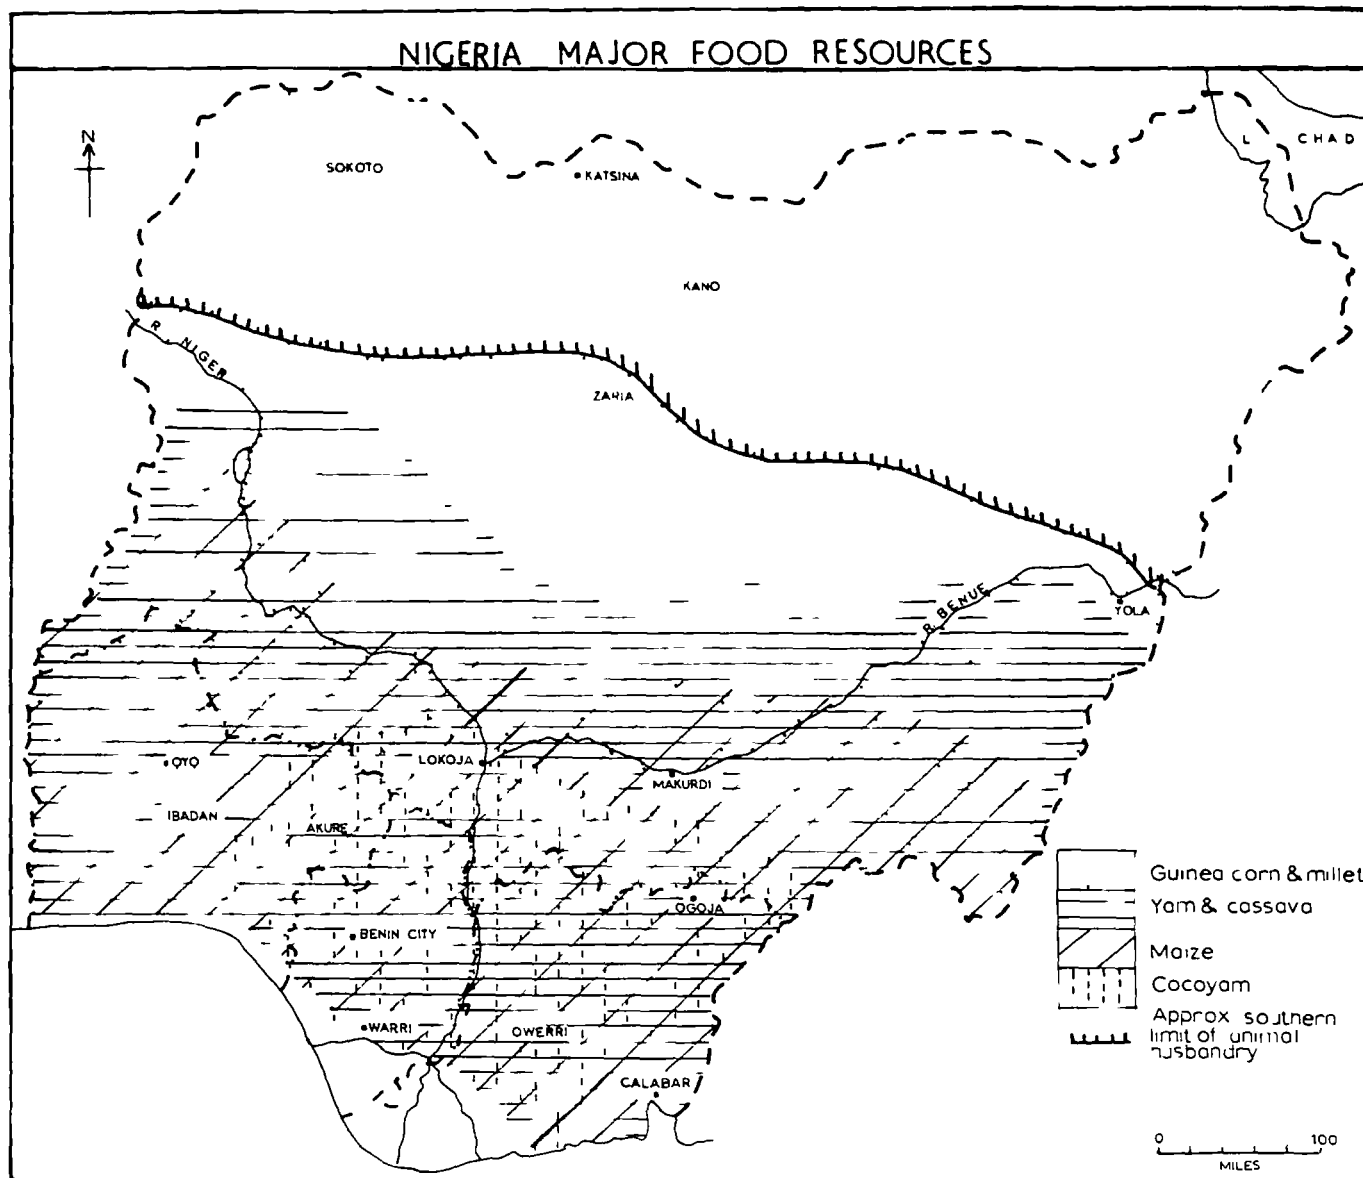 NIGERIA MAJOR FOOD RESOURCES
N
SOKOTO
KATSINA
L CHAD
KANO
R NIGER
ZARIA
R BENUE
YOLA
OYO
LOKOJA
MAKURDI
IBADAN
AKURE
OGOJA
BENIN CITY
WARRI
OWERRI
CALABAR
Guinea corn & millet
Yam & cassava
Maize
Cocoyam
Approx southern
limit of animal
husbandry
0 100
MILES